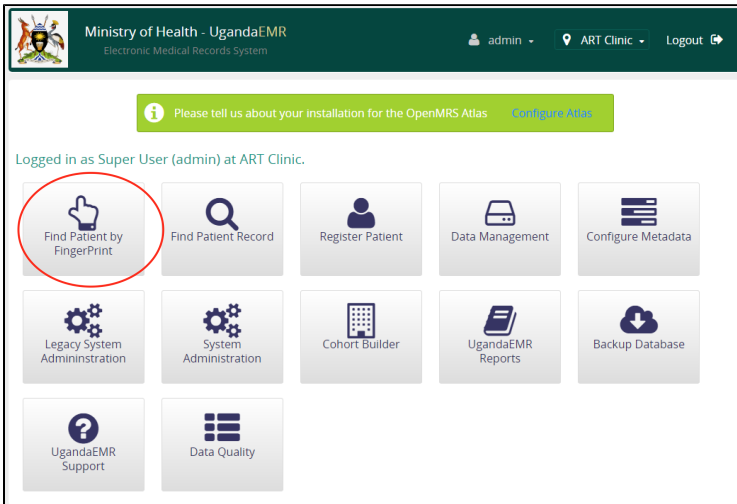 Ministry of Health - UgandaEMR
Electronic Medical Records System
admin
ART Clinic
Logout
Please tell us about your installation for the OpenMRS Atlas
Configure Atlas
Logged in as Super User (admin) at ART Clinic.
Find Patient by
FingerPrint
Find Patient Record
Register Patient
Data Management
Configure Metadata
Legacy System
Admininstration
System
Administration
Cohort Builder
UgandaEMR
Reports
Backup Database
UgandaEMR
Support
Data Quality